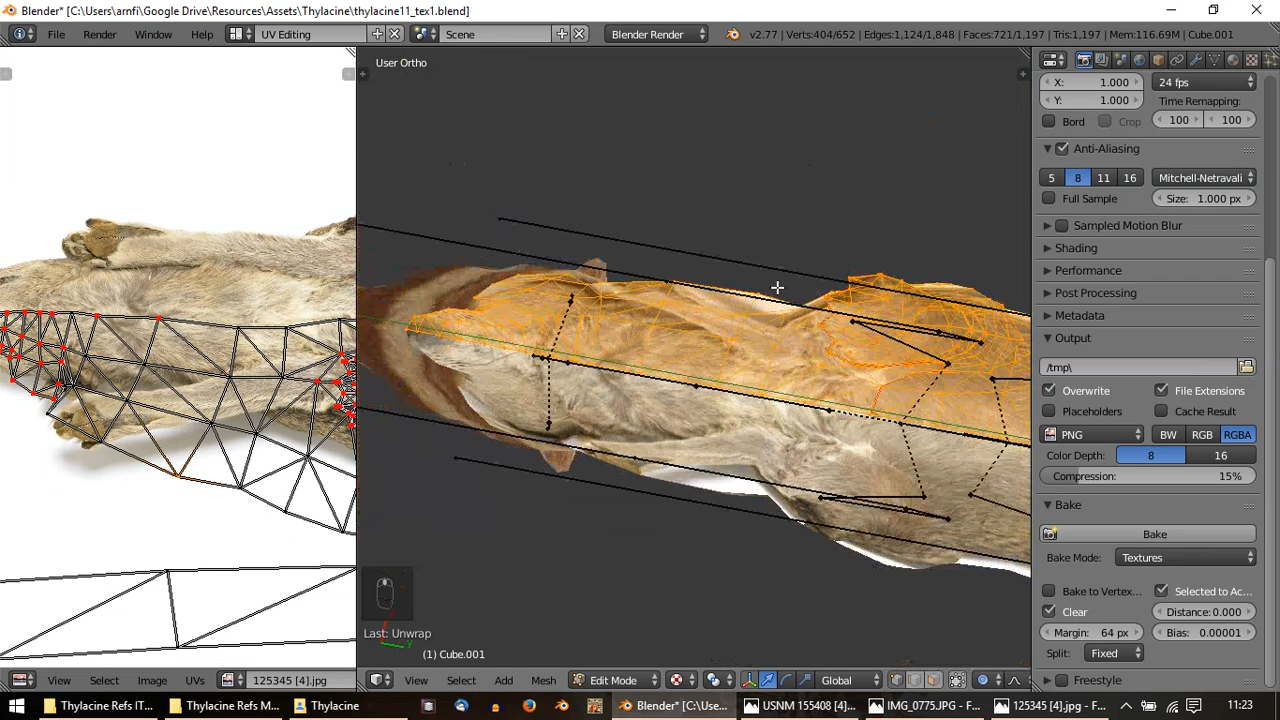 Blender* [C:\Users\arnfi\Google Drive\Resources\Assets\Thylacine\thylacine11_tex1.blend]
File Render Window Help UV Editing Scene Blender Render v2.77 | Verts:404/652 | Edges:1,124/1,848 | Faces:721/1,197 | Tris:1,197 | Mem:116.69M | Cube.001
User Ortho
X: 1.000 24 fps
Y: 1.000 Time Remapping:
Bord Crop 100 100
Anti-Aliasing
5 8 11 16 Mitchell-Netravali
Full Sample Size: 1.000 px
Sampled Motion Blur
Shading
Performance
Post Processing
Metadata
Output
/tmp\
Overwrite File Extensions
Placeholders Cache Result
PNG BW RGB RGBA
Color Depth: 8 16
Compression: 15%
Bake
Bake
Bake Mode: Textures
Bake to Vertex... Selected to Ac...
Clear Distance: 0.000
Margin: 64 px Bias: 0.00001
Split: Fixed
Freestyle
Last: Unwrap
y
(1) Cube.001
View Select Image UVs 125345 [4].jpg View Select Add Mesh Edit Mode Global
Thylacine Refs IT... Thylacine Refs M... Thylacine Blender* [C:\Use... USNM 155408 [4]... IMG_0775.JPG - F... 125345 [4].jpg - F... 11:23